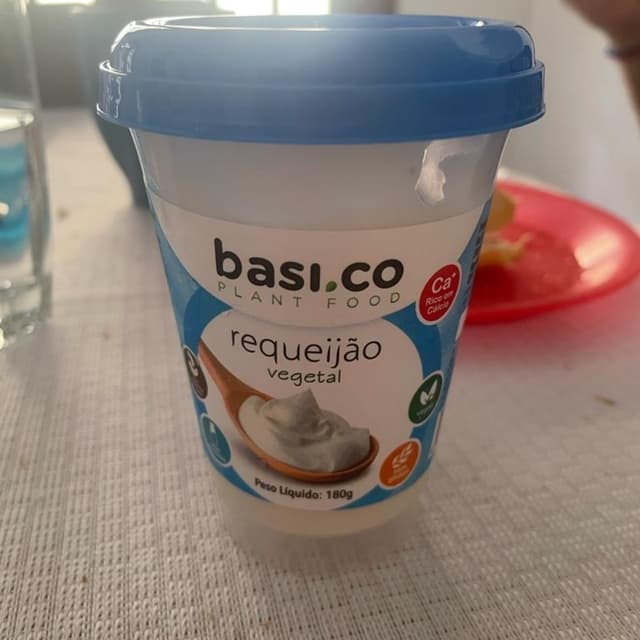 basi.co
PLANT FOOD
Ca+
Rico em
Cálcio
requeijão
vegetal
Peso Líquido: 180g